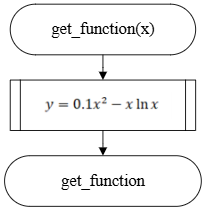 get_function(x)
y = 0.1x² − x ln x
get_function